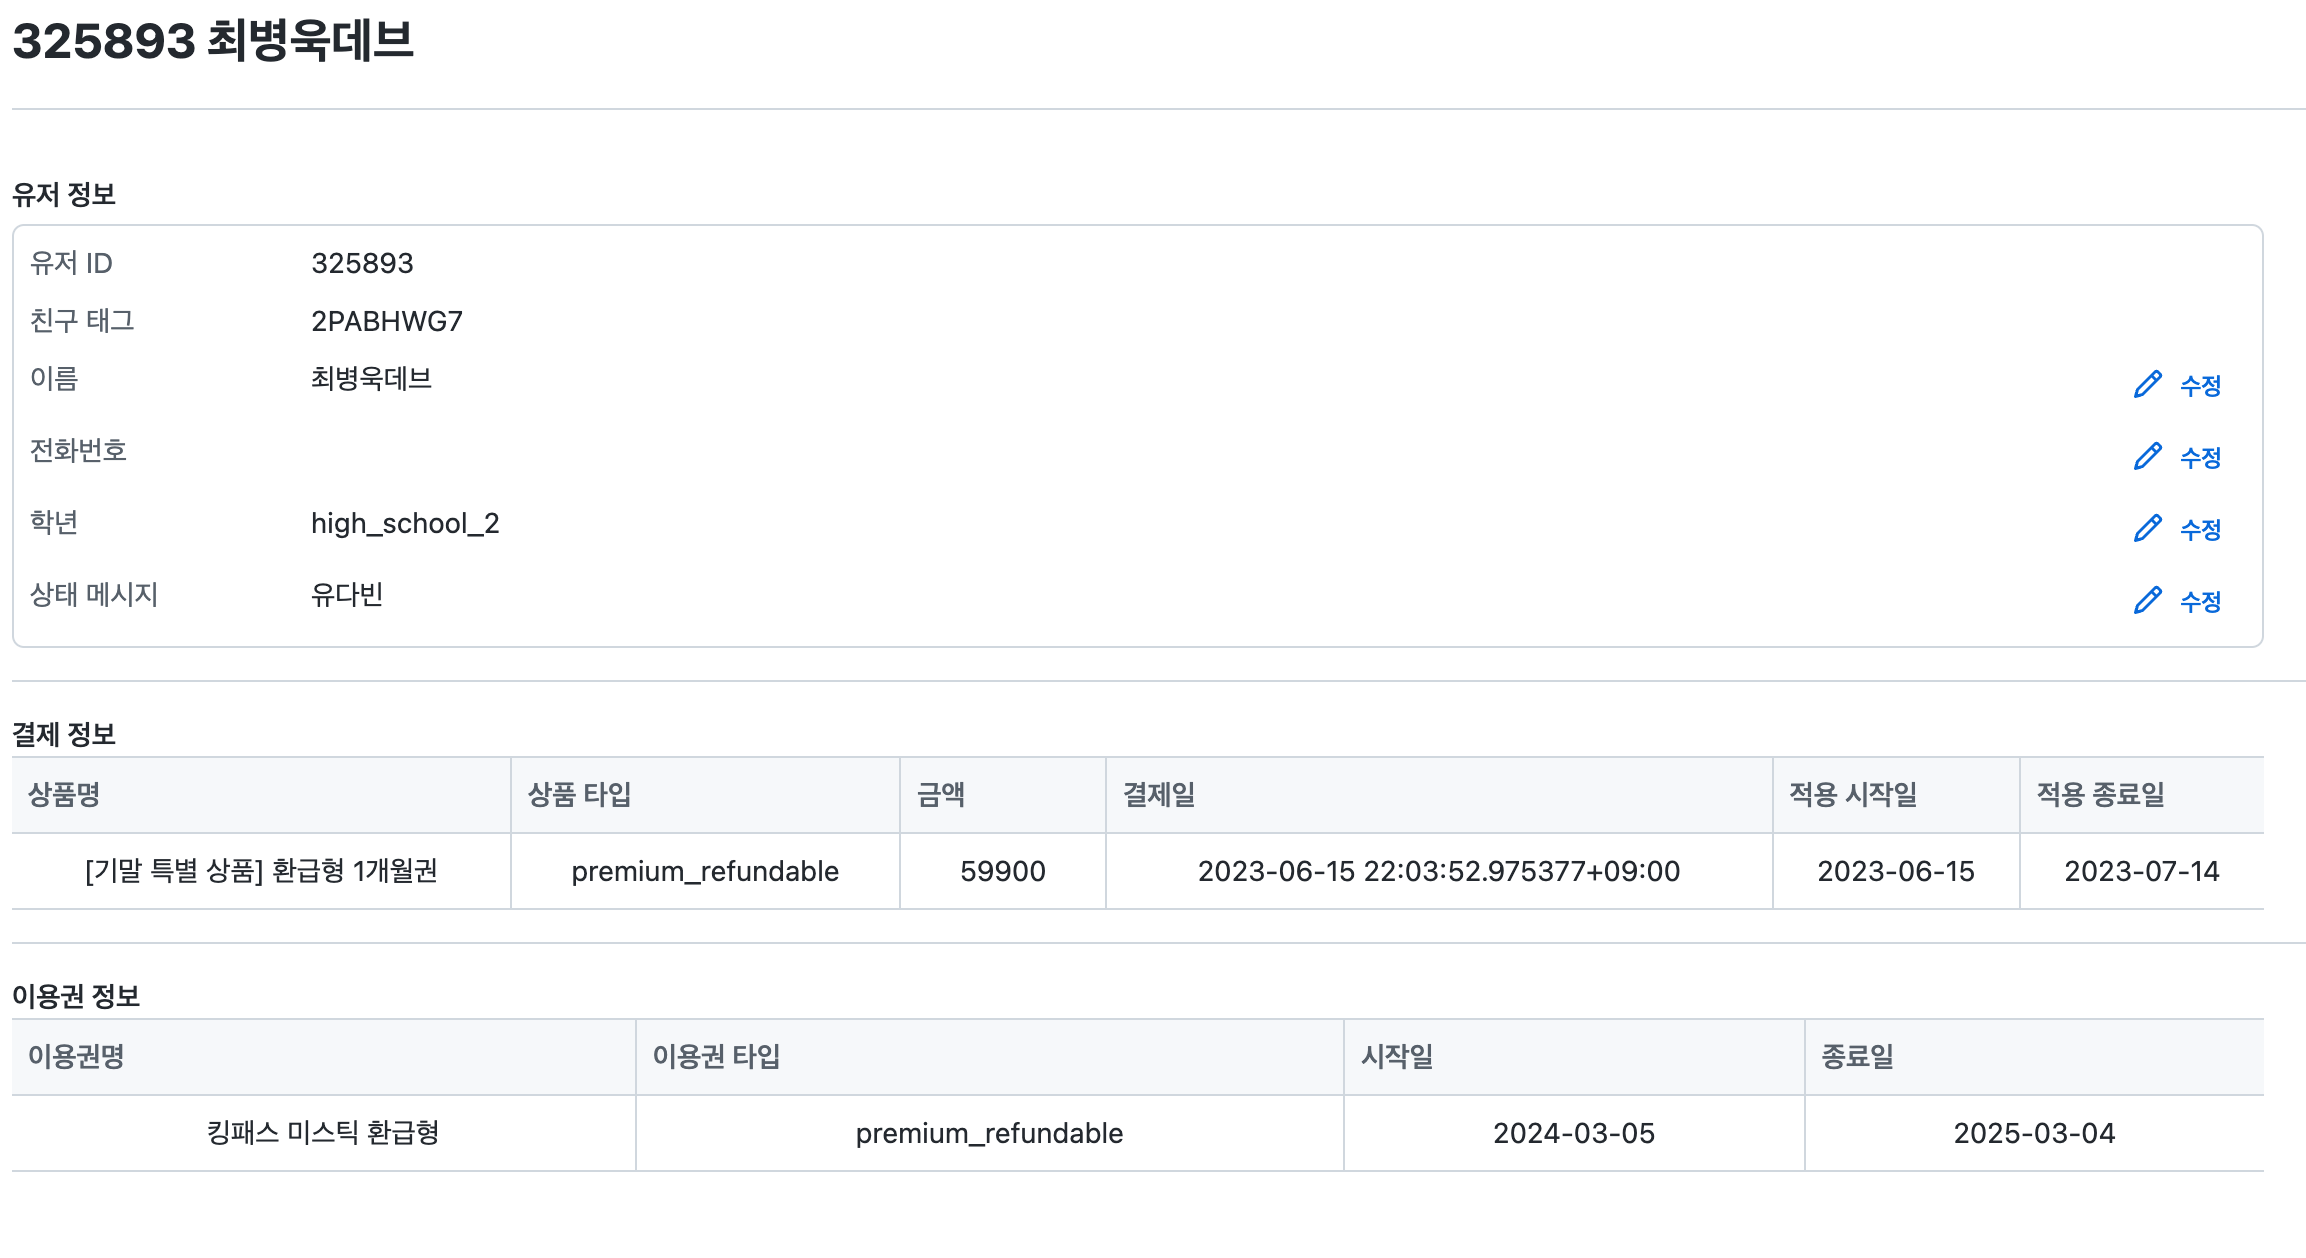 325893 최병욱데브
유저 정보
유저 ID 325893
친구 태그 2PABHWG7
이름 최병욱데브 수정
전화번호 수정
학년 high_school_2 수정
상태 메시지 유다빈 수정
결제 정보
상품명 상품 타입 금액 결제일 적용 시작일 적용 종료일
[기말 특별 상품] 환급형 1개월권 premium_refundable 59900 2023-06-15 22:03:52.975377+09:00 2023-06-15 2023-07-14
이용권 정보
이용권명 이용권 타입 시작일 종료일
킹패스 미스틱 환급형 premium_refundable 2024-03-05 2025-03-04